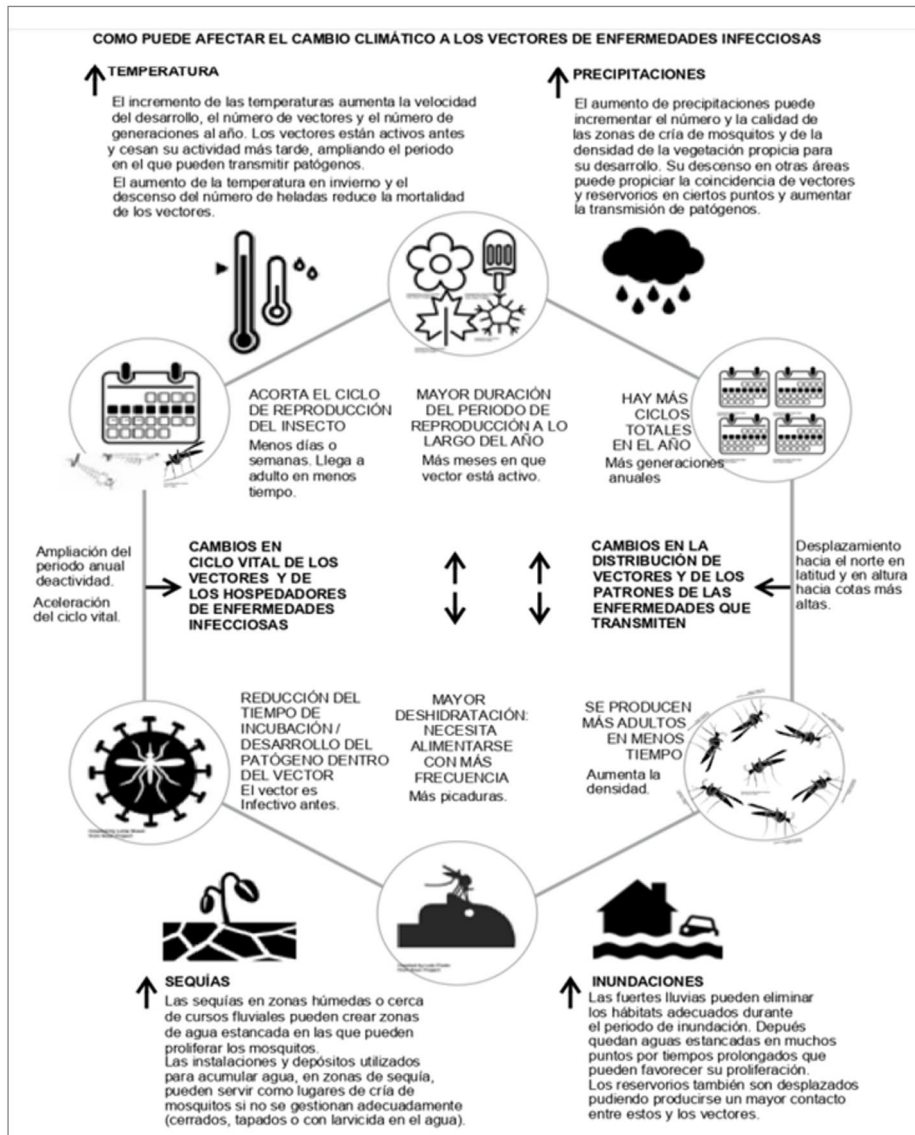 COMO PUEDE AFECTAR EL CAMBIO CLIMÁTICO A LOS VECTORES DE ENFERMEDADES INFECCIOSAS
TEMPERATURA
El incremento de las temperaturas aumenta la velocidad
del desarrollo, el número de vectores y el número de
generaciones al año. Los vectores están activos antes
y cesan su actividad más tarde, ampliando el periodo
en el que pueden transmitir patógenos.
El aumento de la temperatura en invierno y el
descenso del número de heladas reduce la mortalidad
de los vectores.
PRECIPITACIONES
El aumento de precipitaciones puede
incrementar el número y la calidad de
las zonas de cría de mosquitos y de la
densidad de la vegetación propicia para
su desarrollo. Su descenso en otras áreas
puede propiciar la coincidencia de vectores
y reservorios en ciertos puntos y aumentar
la transmisión de patógenos.
ACORTA EL CICLO
DE REPRODUCCIÓN
DEL INSECTO
Menos días o
semanas. Llega a
adulto en menos
tiempo.
MAYOR DURACIÓN
DEL PERIODO DE
REPRODUCCIÓN A LO
LARGO DEL AÑO
Más meses en que
vector está activo.
HAY MÁS
CICLOS
TOTALES
EN EL AÑO
Más generaciones
anuales
Ampliación del
periodo anual
deactividad.
Aceleración
del ciclo vital.
CAMBIOS EN
CICLO VITAL DE LOS
VECTORES Y DE
LOS HOSPEDADORES
DE ENFERMEDADES
INFECCIOSAS
CAMBIOS EN LA
DISTRIBUCIÓN DE
VECTORES Y DE LOS
PATRONES DE LAS
ENFERMEDADES QUE
TRANSMITEN
Desplazamiento
hacia el norte en
latitud y en altura
hacia cotas más
altas.
REDUCCIÓN DEL
TIEMPO DE
INCUBACIÓN /
DESARROLLO DEL
PATÓGENO DENTRO
DEL VECTOR
El vector es
Infectivo antes.
MAYOR
DESHIDRATACIÓN:
NECESITA
ALIMENTARSE
CON MÁS
FRECUENCIA
Más picaduras.
SE PRODUCEN
MÁS ADULTOS
EN MENOS
TIEMPO
Aumenta la
densidad.
SEQUÍAS
Las sequías en zonas húmedas o cerca
de cursos fluviales pueden crear zonas
de agua estancada en las que pueden
proliferar los mosquitos.
Las instalaciones y depósitos utilizados
para acumular agua, en zonas de sequía,
pueden servir como lugares de cría de
mosquitos si no se gestionan adecuadamente
(cerrados, tapados o con larvicida en el agua).
INUNDACIONES
Las fuertes lluvias pueden eliminar
los hábitats adecuados durante
el periodo de inundación. Depués
quedan aguas estancadas en muchos
puntos por tiempos prolongados que
pueden favorecer su proliferación.
Los reservorios también son desplazados
pudiendo producirse un mayor contacto
entre estos y los vectores.